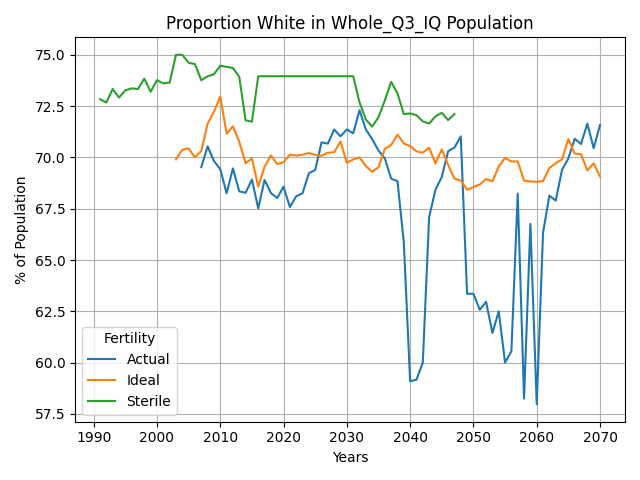 Proportion White in Whole_Q3_IQ Population
% of Population
75.0
72.5
70.0
67.5
65.0
62.5
60.0
57.5
Fertility
Actual
Ideal
Sterile
1990 2000 2010 2020 2030 2040 2050 2060 2070
Years